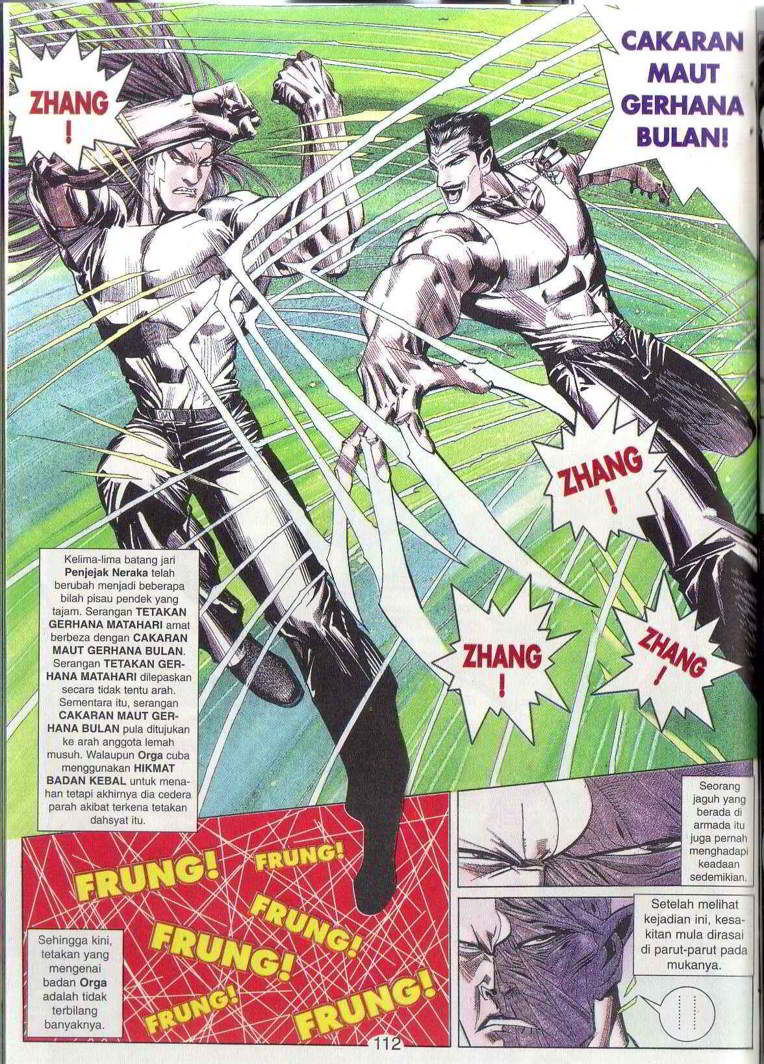 ZHANG
!
CAKARAN
MAUT
GERHANA
BULAN!
ZHANG
!
ZHANG
!
ZHANG
!
Kelima-lima batang jari
Penjejak Neraka telah
berubah menjadi beberapa
bilah pisau pendek yang
tajam. Serangan TETAKAN
GERHANA MATAHARI amat
berbeza dengan CAKARAN
MAUT GERHANA BULAN.
Serangan TETAKAN GER-
HANA MATAHARI dilepaskan
secara tidak tentu arah.
Sementara itu, serangan
CAKARAN MAUT GER-
HANA BULAN pula ditujukan
ke arah anggota lemah
musuh. Walaupun Orga cuba
menggunakan HIKMAT
BADAN KEBAL untuk mena-
han tetapi akhirnya dia cedera
parah akibat terkena tetakan
dahsyat itu.
FRUNG!
FRUNG!
FRUNG!
FRUNG!
FRUNG!
FRUNG!
Sehingga kini,
tetakan yang
mengenai
badan Orga
adalah tidak
terbilang
banyaknya.
Seorang
jaguh yang
berada di
armada itu
juga pernah
menghadapi
keadaan
sedemikian.
Setelah melihat
kejadian ini, kesa-
kitan mula dirasai
di parut-parut pada
mukanya.
112